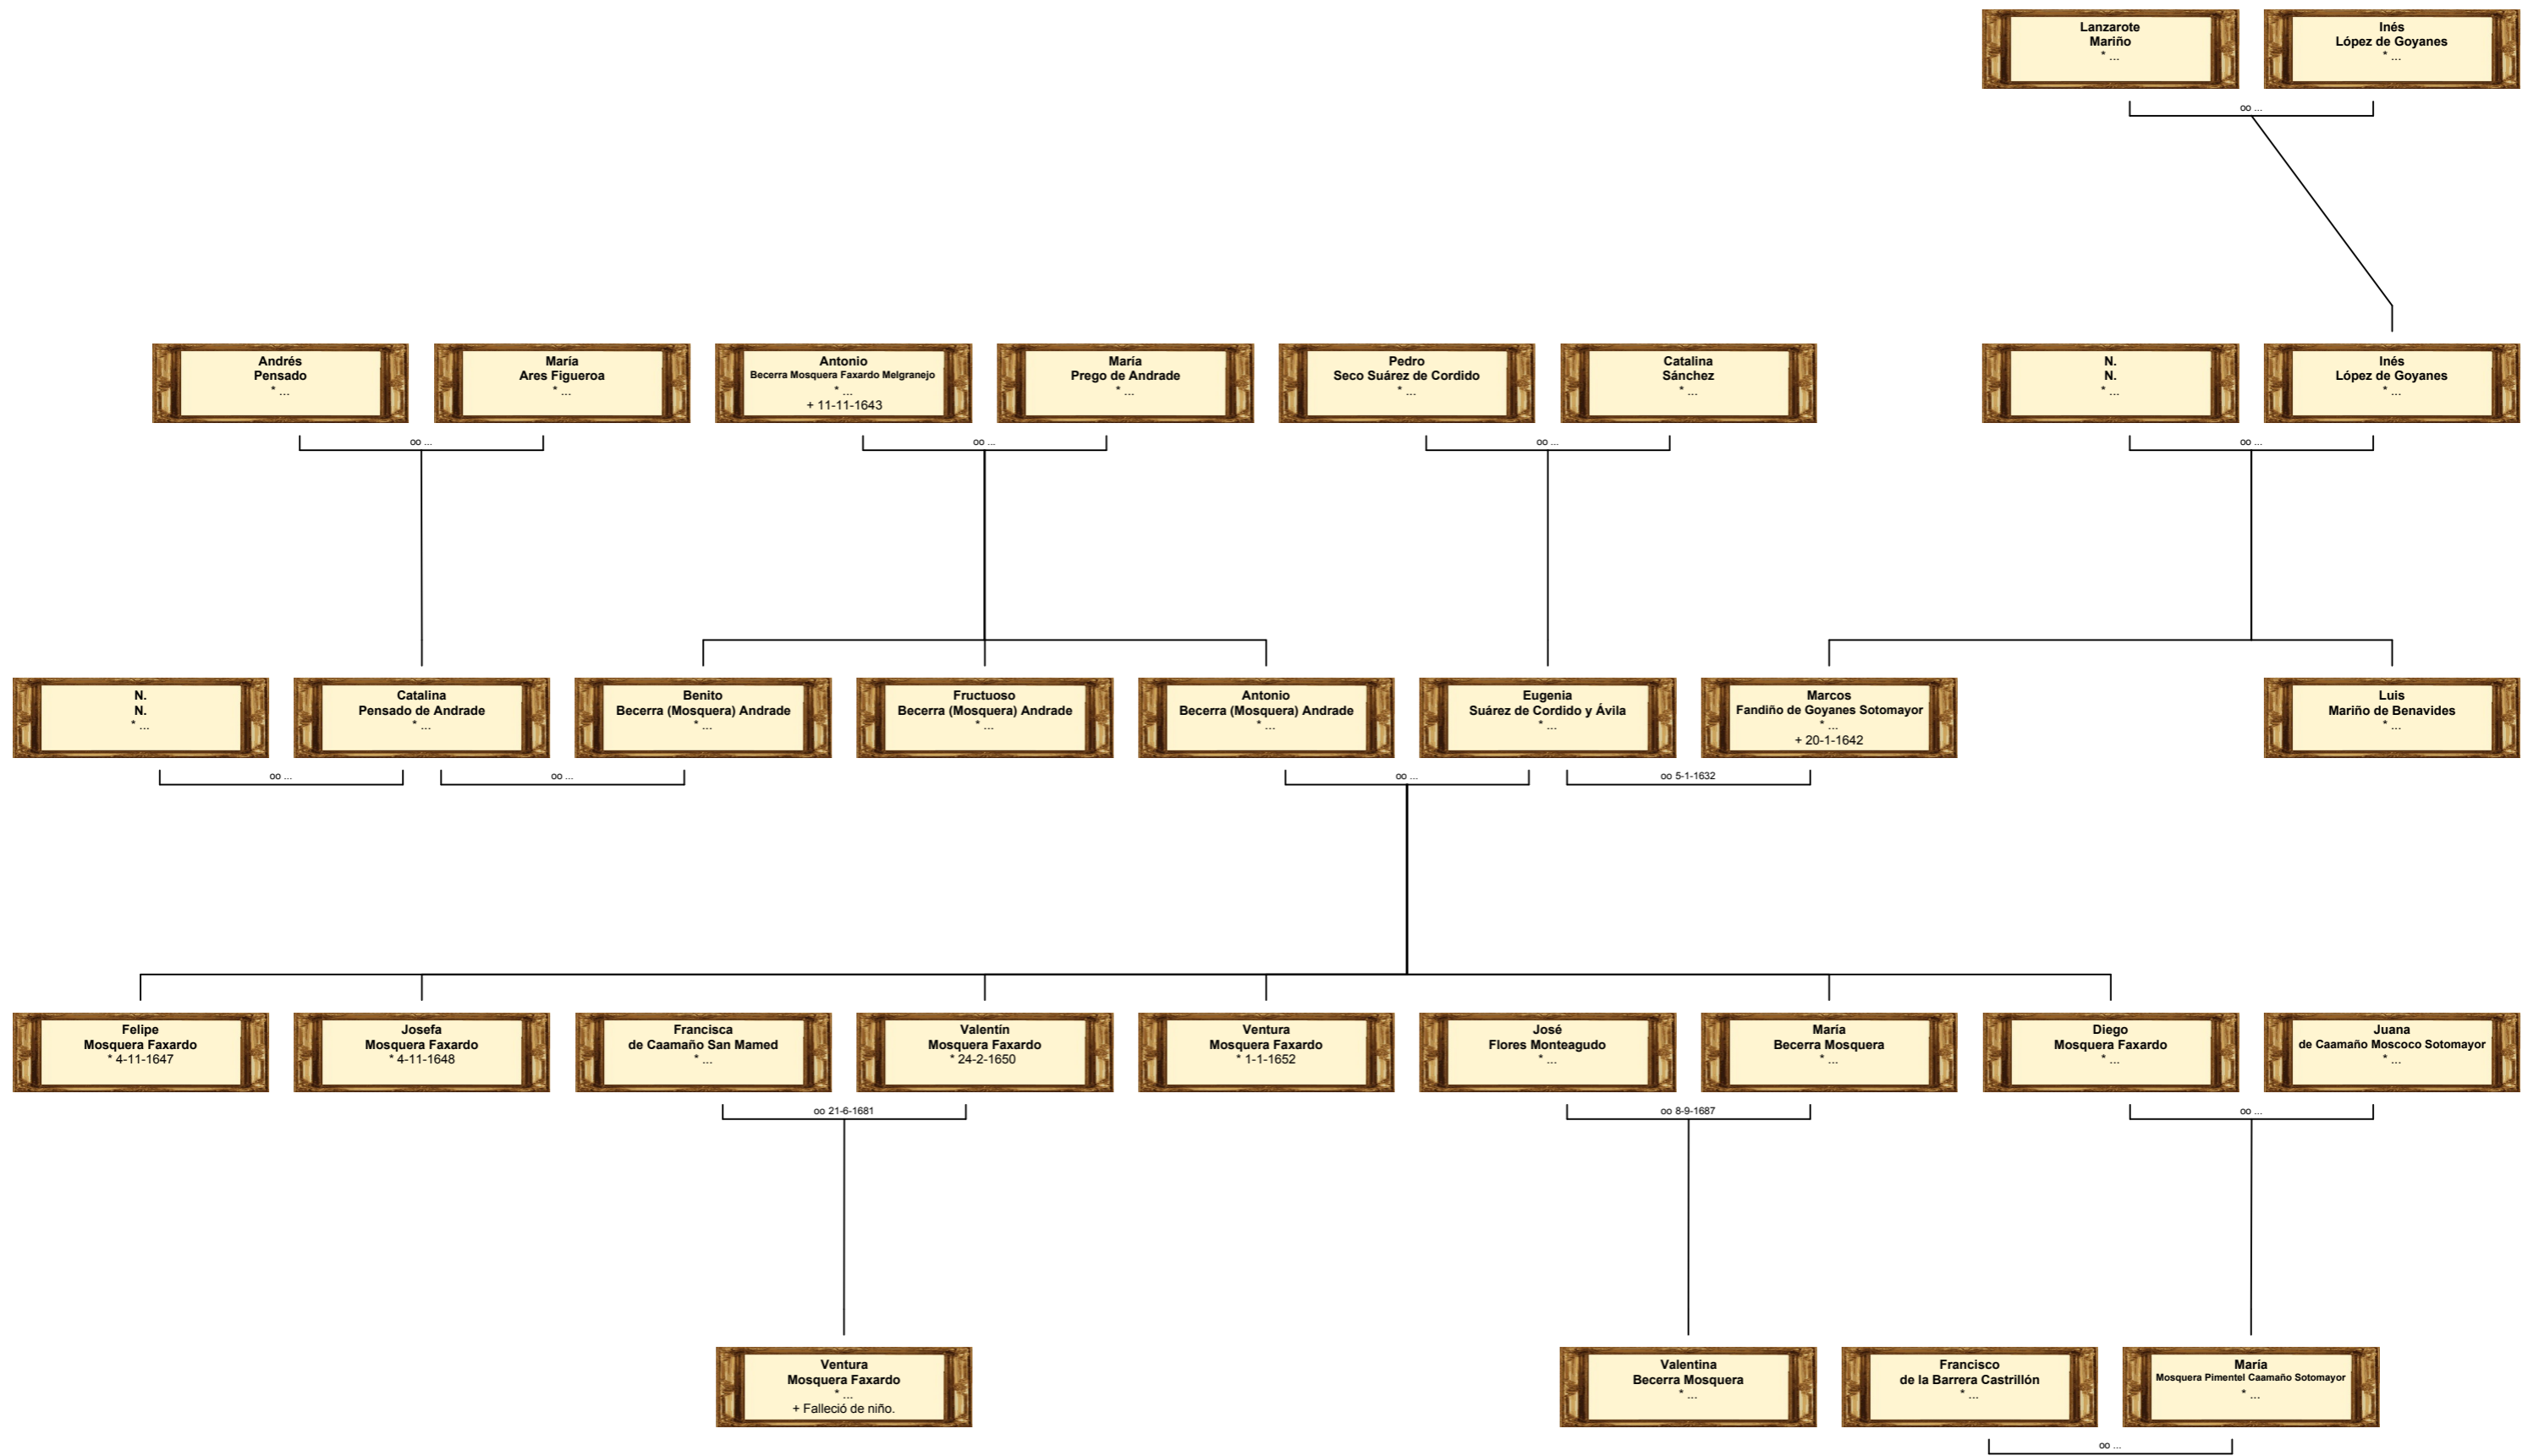 Lanzarote
Mariño
* ...
Inés
López de Goyanes
* ...
oo ...
Andrés
Pensado
* ...
María
Ares Figueroa
* ...
Antonio
Becerra Mosquera Faxardo Melgranejo
* ...
+ 11-11-1643
María
Prego de Andrade
* ...
Pedro
Seco Suárez de Cordido
* ...
Catalina
Sánchez
* ...
N.
N.
* ...
Inés
López de Goyanes
* ...
oo ...
oo ...
oo ...
oo ...
N.
N.
* ...
Catalina
Pensado de Andrade
* ...
Benito
Becerra (Mosquera) Andrade
* ...
Fructuoso
Becerra (Mosquera) Andrade
* ...
Antonio
Becerra (Mosquera) Andrade
* ...
Eugenia
Suárez de Cordido y Ávila
* ...
Marcos
Fandiño de Goyanes Sotomayor
* ...
+ 20-1-1642
Luis
Mariño de Benavides
* ...
oo ...
oo ...
oo ...
oo 5-1-1632
Felipe
Mosquera Faxardo
* 4-11-1647
Josefa
Mosquera Faxardo
* 4-11-1648
Francisca
de Caamaño San Mamed
* ...
Valentín
Mosquera Faxardo
* 24-2-1650
Ventura
Mosquera Faxardo
* 1-1-1652
José
Flores Monteagudo
* ...
María
Becerra Mosquera
* ...
Diego
Mosquera Faxardo
* ...
Juana
de Caamaño Moscoco Sotomayor
* ...
oo 21-6-1681
oo 8-9-1687
oo ...
Ventura
Mosquera Faxardo
* ...
+ Falleció de niño.
Valentina
Becerra Mosquera
* ...
Francisco
de la Barrera Castrillón
* ...
María
Mosquera Pimentel Caamaño Sotomayor
* ...
oo ...